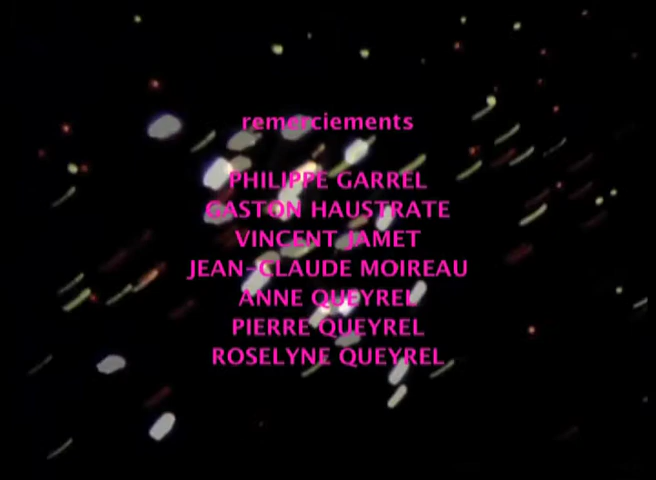 remerciements
PHILIPPE GARREL
GASTON HAUSTRATE
VINCENT JAMET
JEAN-CLAUDE MOIREAU
ANNE QUEYREL
PIERRE QUEYREL
ROSELYNE QUEYREL